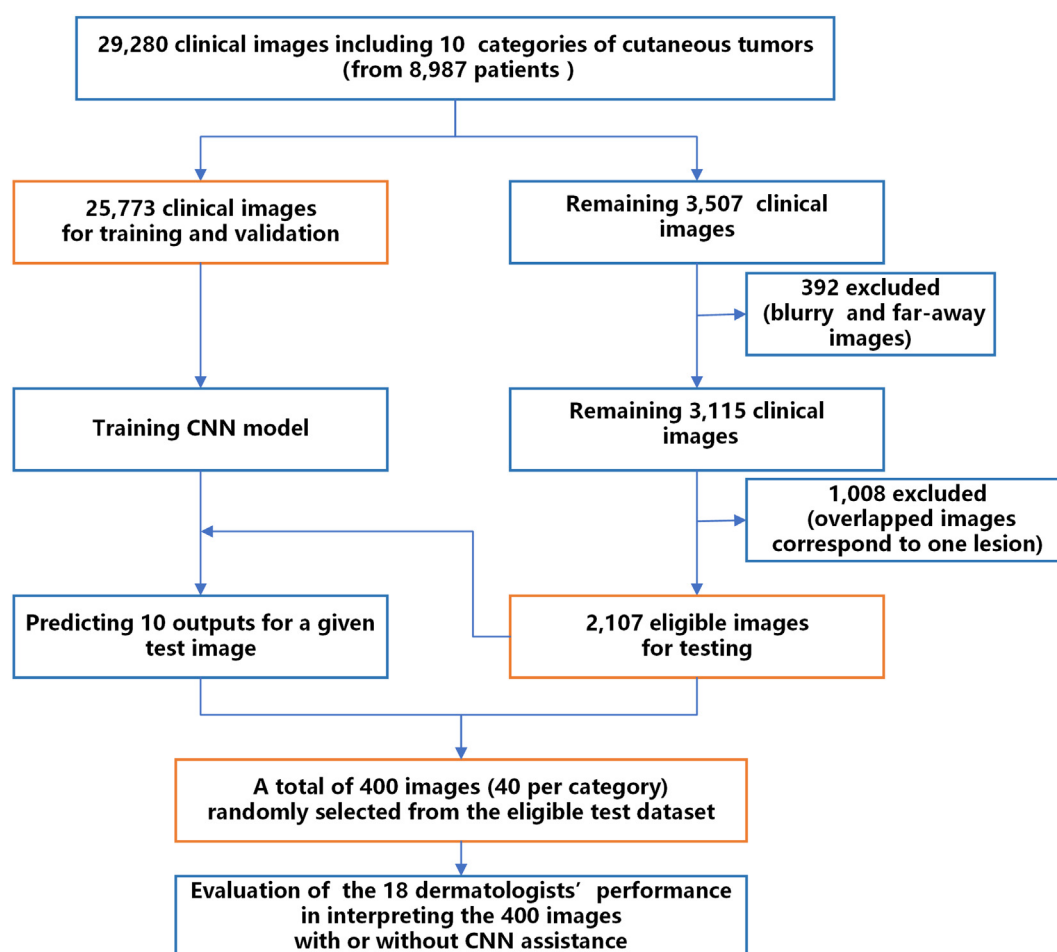 29,280 clinical images including 10 categories of cutaneous tumors
(from 8,987 patients )
25,773 clinical images
for training and validation
Remaining 3,507 clinical
images
392 excluded
(blurry and far-away
images)
Training CNN model
Remaining 3,115 clinical
images
1,008 excluded
(overlapped images
correspond to one lesion)
Predicting 10 outputs for a given
test image
2,107 eligible images
for testing
A total of 400 images (40 per category)
randomly selected from the eligible test dataset
Evaluation of the 18 dermatologists’ performance
in interpreting the 400 images
with or without CNN assistance